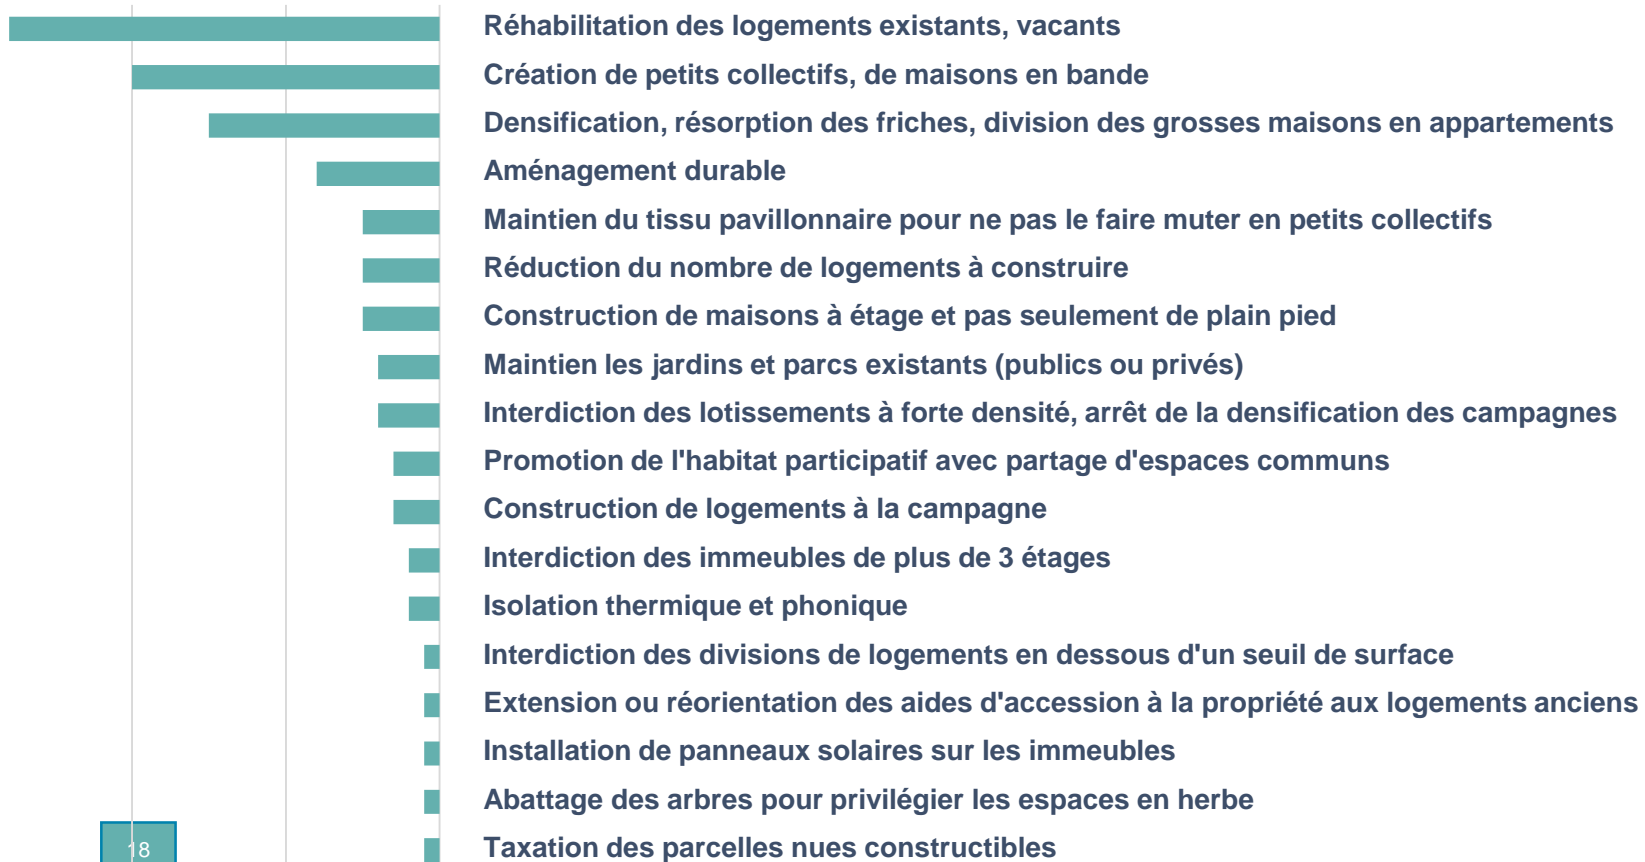 Réhabilitation des logements existants, vacants
Création de petits collectifs, de maisons en bande
Densification, résorption des friches, division des grosses maisons en appartements
Aménagement durable
Maintien du tissu pavillonnaire pour ne pas le faire muter en petits collectifs
Réduction du nombre de logements à construire
Construction de maisons à étage et pas seulement de plain pied
Maintien les jardins et parcs existants (publics ou privés)
Interdiction des lotissements à forte densité, arrêt de la densification des campagnes
Promotion de l'habitat participatif avec partage d'espaces communs
Construction de logements à la campagne
Interdiction des immeubles de plus de 3 étages
Isolation thermique et phonique
Interdiction des divisions de logements en dessous d'un seuil de surface
Extension ou réorientation des aides d'accession à la propriété aux logements anciens
Installation de panneaux solaires sur les immeubles
Abattage des arbres pour privilégier les espaces en herbe
Taxation des parcelles nues constructibles
18